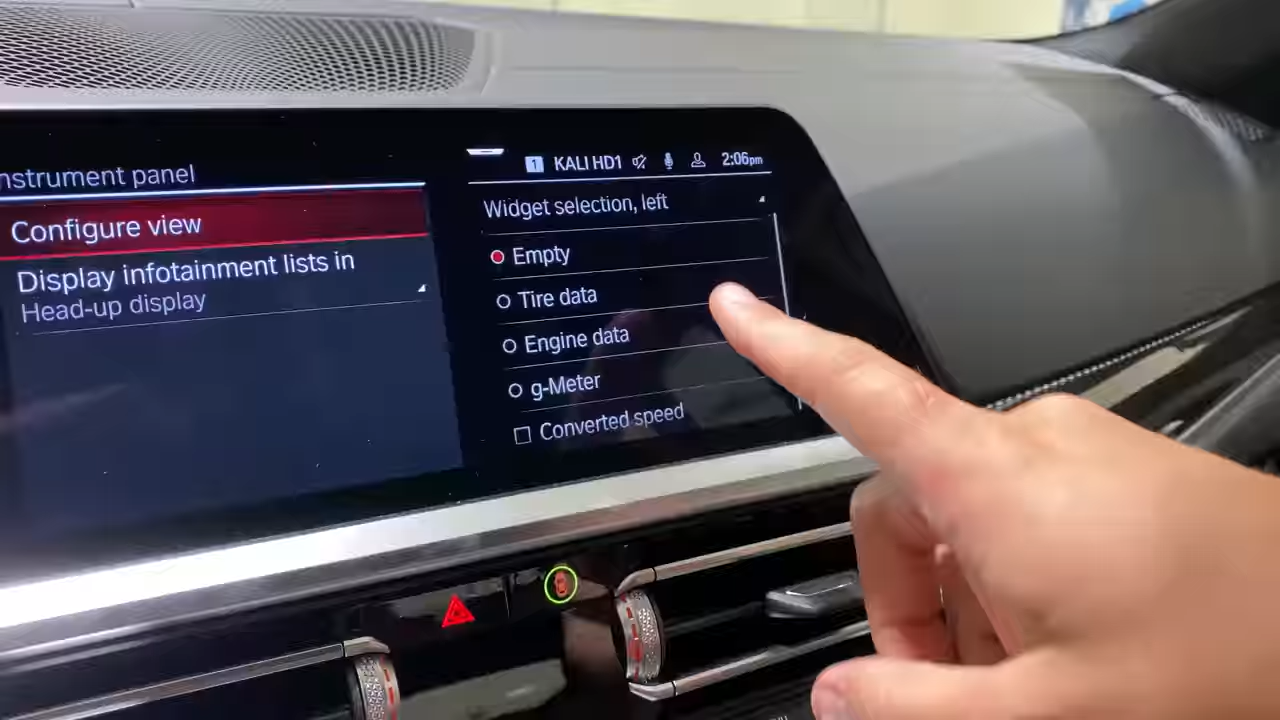 nstrument panel
Configure view
Display infotainment lists in
Head-up display
1 KALI HD1 2:06pm
Widget selection, left
Empty
Tire data
Engine data
g-Meter
Converted speed